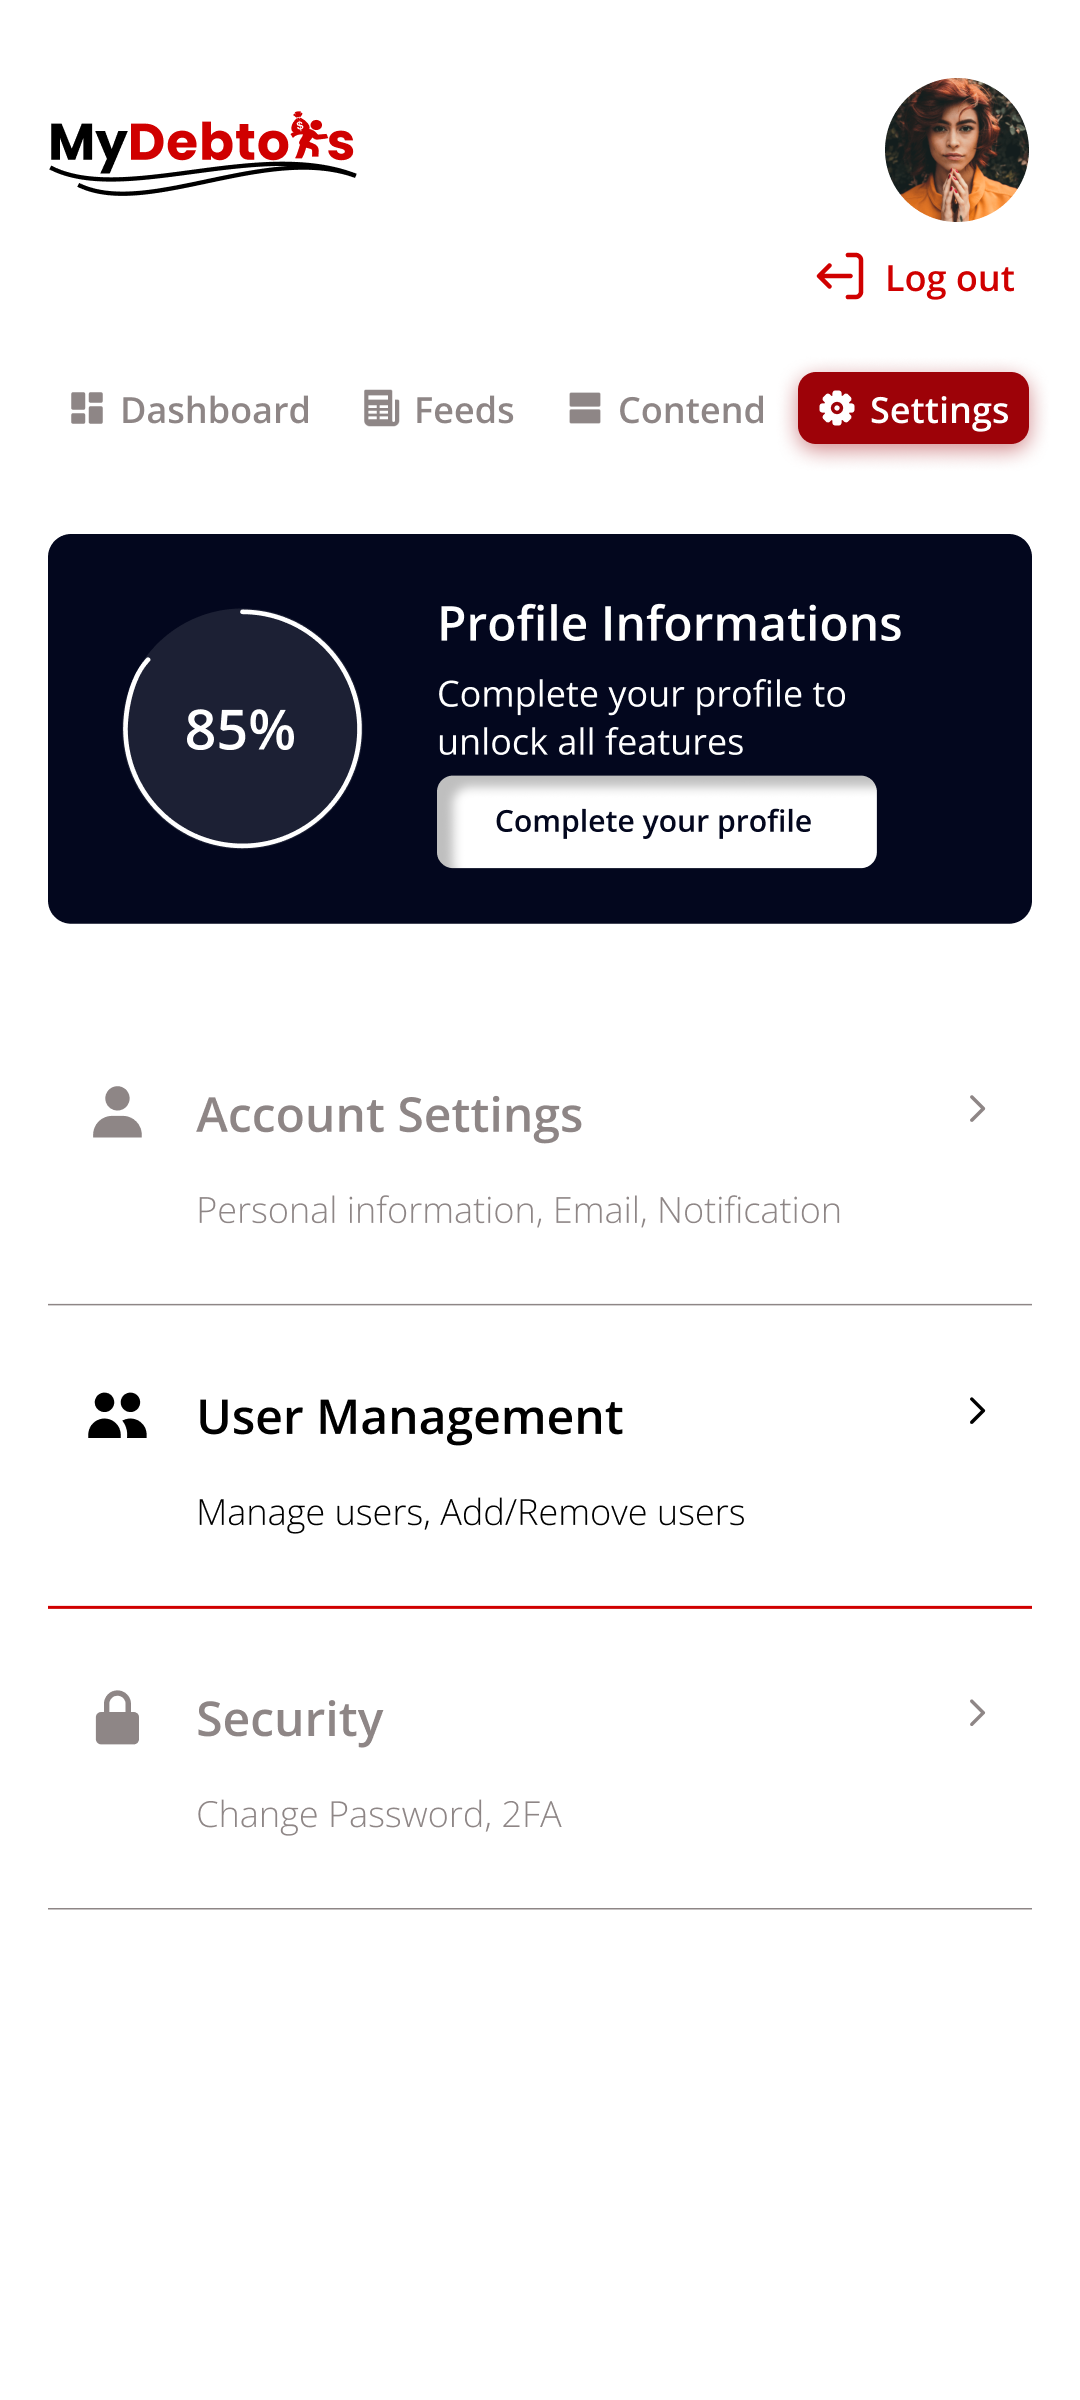 MyDebtors
Log out
Dashboard Feeds Contend Settings
85%
Profile Informations
Complete your profile to
unlock all features
Complete your profile
Account Settings
Personal information, Email, Notification
User Management
Manage users, Add/Remove users
Security
Change Password, 2FA